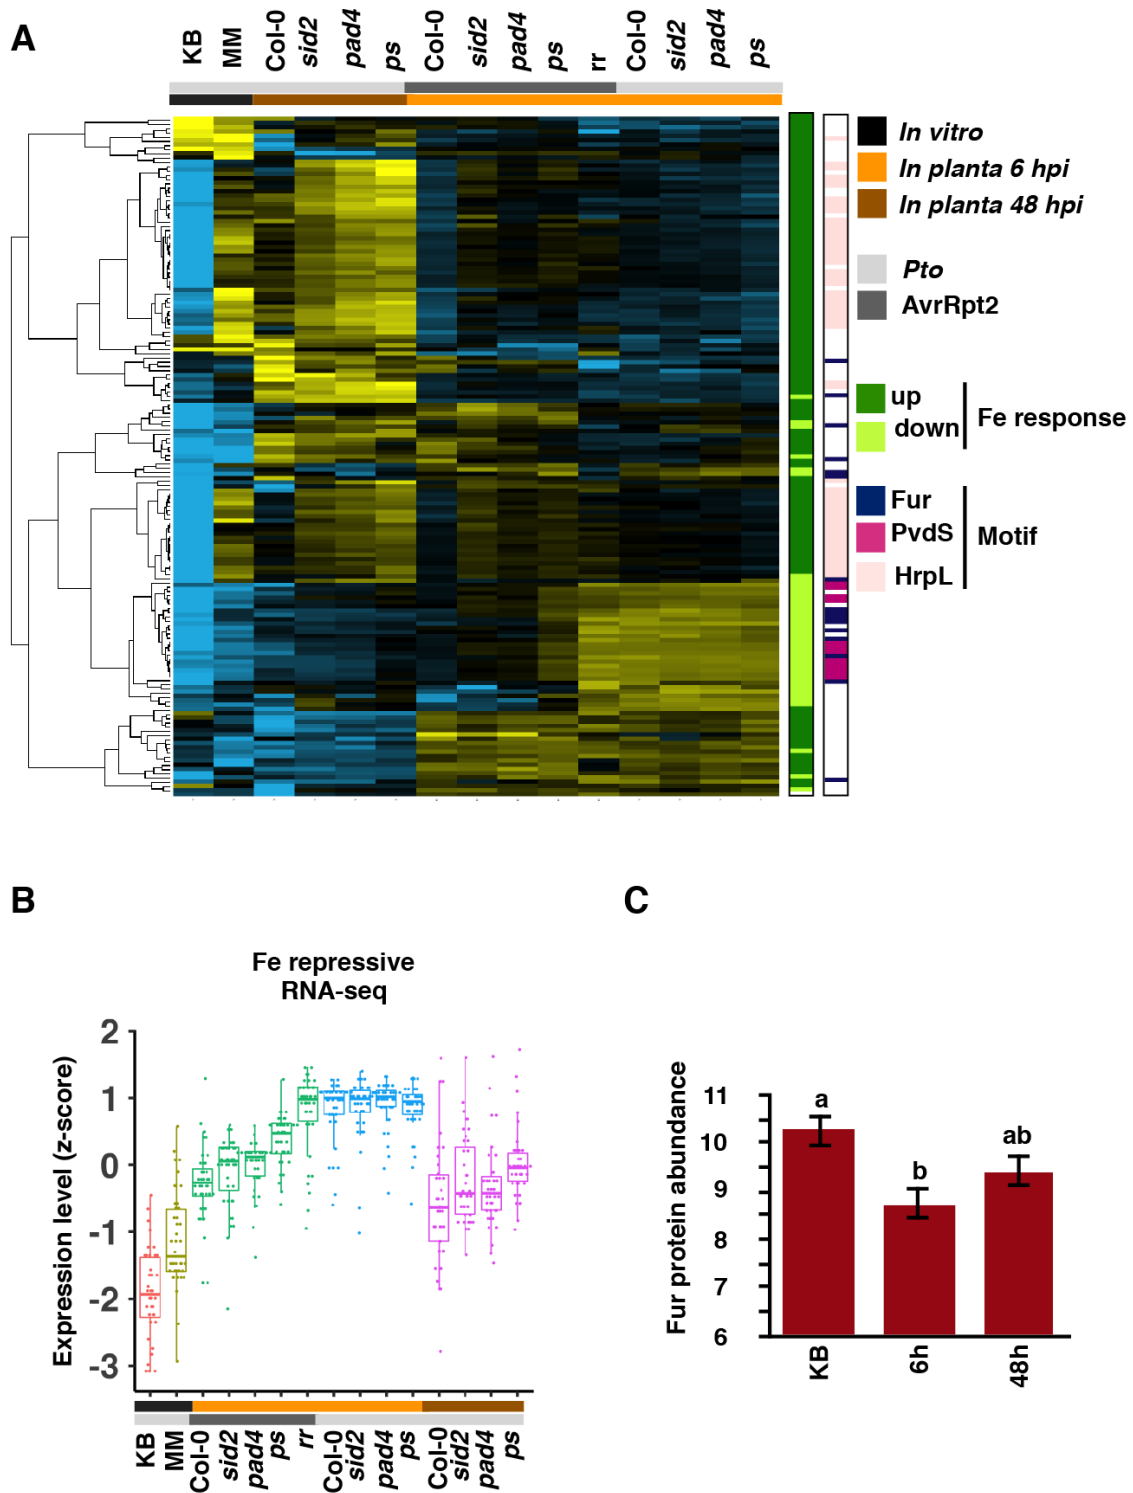 A
KB MM Col-0 sid2 pad4 ps Col-0 sid2 pad4 ps rr Col-0 sid2 pad4 ps
In vitro
In planta 6 hpi
In planta 48 hpi
Pto
AvrRpt2
up
down
Fe response
Fur
PvdS
HrpL
Motif
B
Fe repressive
RNA-seq
Expression level (z-score)
2
1
0
-1
-2
-3
KB MM Col-0 sid2 pad4 ps rr Col-0 sid2 pad4 ps Col-0 sid2 pad4 ps
C
Fur protein abundance
11
10
9
8
7
6
a
b
ab
KB 6h 48h